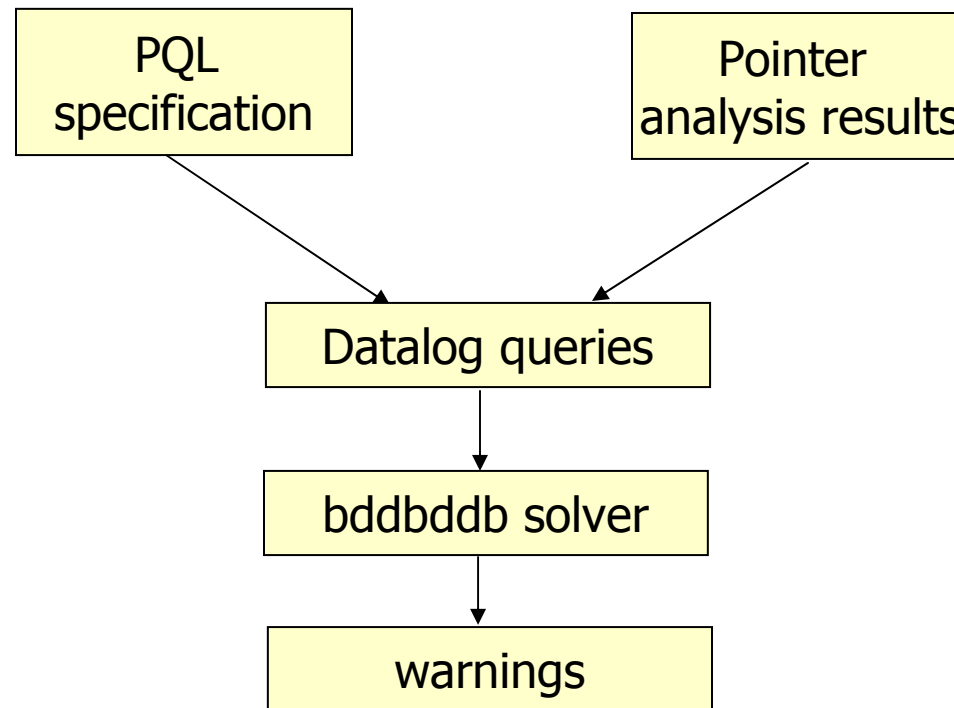 PQL
specification
Pointer
analysis results
Datalog queries
bddbddb solver
warnings